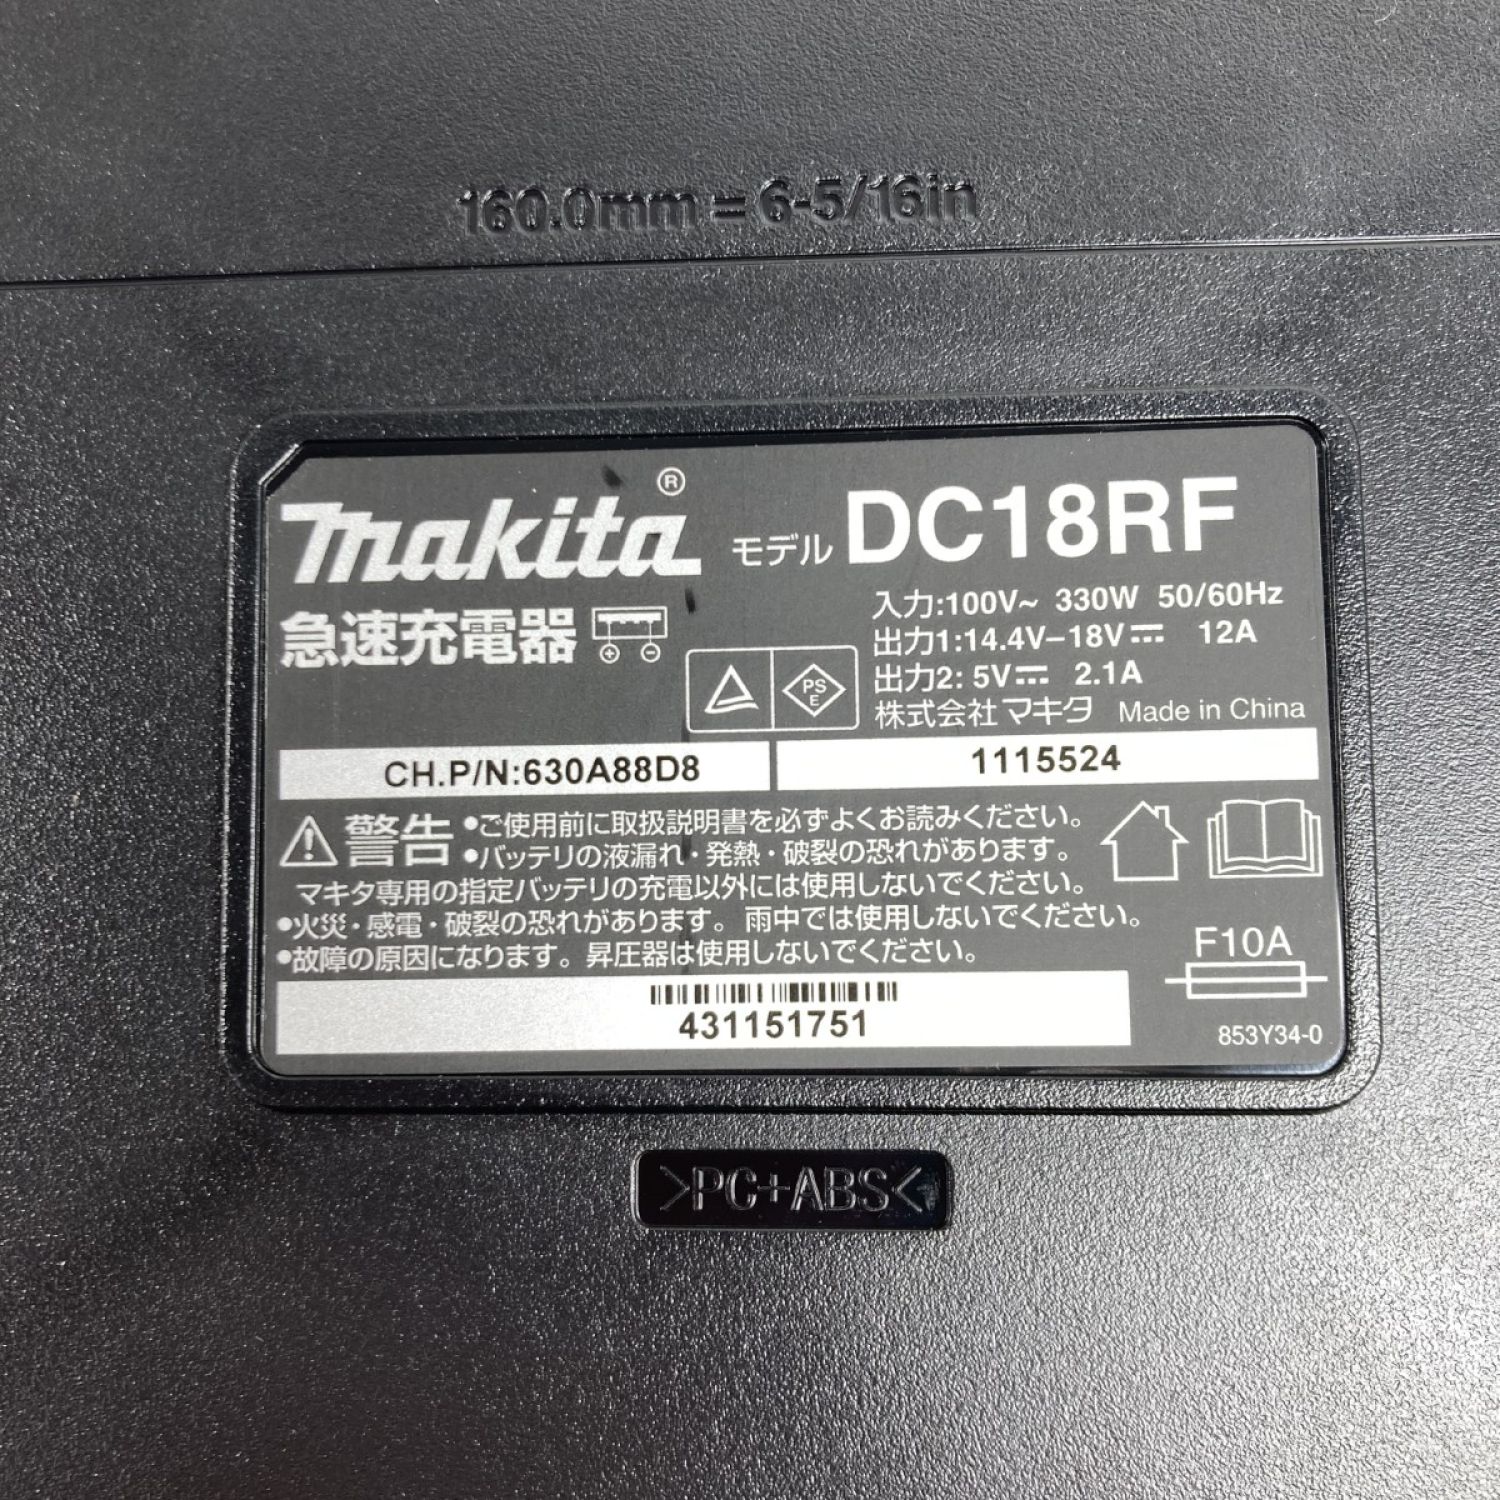 160.0mm = 6-5/16in
makita® モデル DC18RF
急速充電器
入力:100V~ 330W 50/60Hz
出力1:14.4V–18V⎓ 12A
出力2: 5V⎓ 2.1A
PS
E
株式会社マキタ Made in China
CH.P/N:630A88D8
1115524
警告 •ご使用前に取扱説明書を必ずよくお読みください。
•バッテリの液漏れ・発熱・破裂の恐れがあります。
マキタ専用の指定バッテリの充電以外には使用しないでください。
•火災・感電・破裂の恐れがあります。雨中では使用しないでください。
•故障の原因になります。昇圧器は使用しないでください。
F10A
431151751
853Y34-0
>PC+ABS<